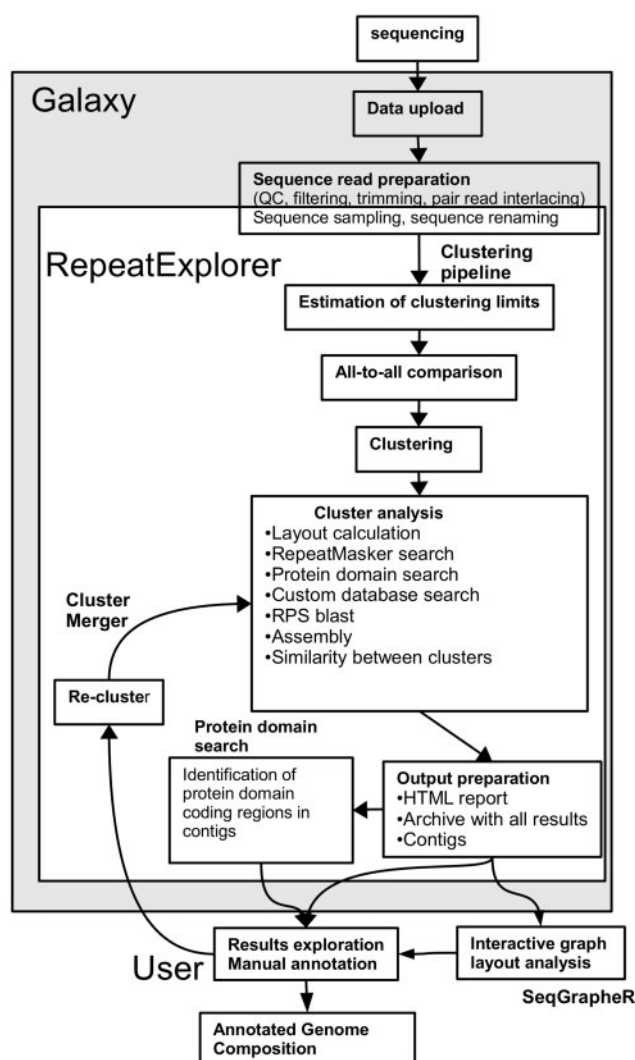 sequencing
Galaxy
Data upload
Sequence read preparation
(QC, filtering, trimming, pair read interlacing)
Sequence sampling, sequence renaming
RepeatExplorer
Clustering
pipeline
Estimation of clustering limits
All-to-all comparison
Clustering
Cluster analysis
•Layout calculation
•RepeatMasker search
•Protein domain search
•Custom database search
•RPS blast
•Assembly
•Similarity between clusters
Cluster
Merger
Re-cluster
Protein domain
search
Identification of
protein domain
coding regions in
contigs
Output preparation
•HTML report
•Archive with all results
•Contigs
User
Results exploration
Manual annotation
Interactive graph
layout analysis
SeqGrapheR
Annotated Genome
Composition